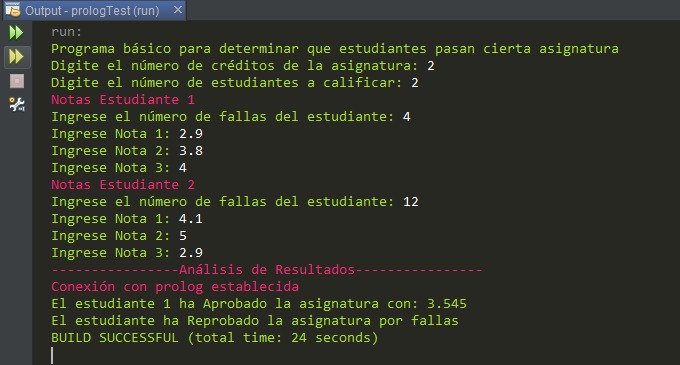 Output - prologTest (run)
run:
Programa básico para determinar que estudiantes pasan cierta asignatura
Digite el número de créditos de la asignatura: 2
Digite el número de estudiantes a calificar: 2
Notas Estudiante 1
Ingrese el número de fallas del estudiante: 4
Ingrese Nota 1: 2.9
Ingrese Nota 2: 3.8
Ingrese Nota 3: 4
Notas Estudiante 2
Ingrese el número de fallas del estudiante: 12
Ingrese Nota 1: 4.1
Ingrese Nota 2: 5
Ingrese Nota 3: 2.9
----------------Análisis de Resultados----------------
Conexión con prolog establecida
El estudiante 1 ha Aprobado la asignatura con: 3.545
El estudiante ha Reprobado la asignatura por fallas
BUILD SUCCESSFUL (total time: 24 seconds)